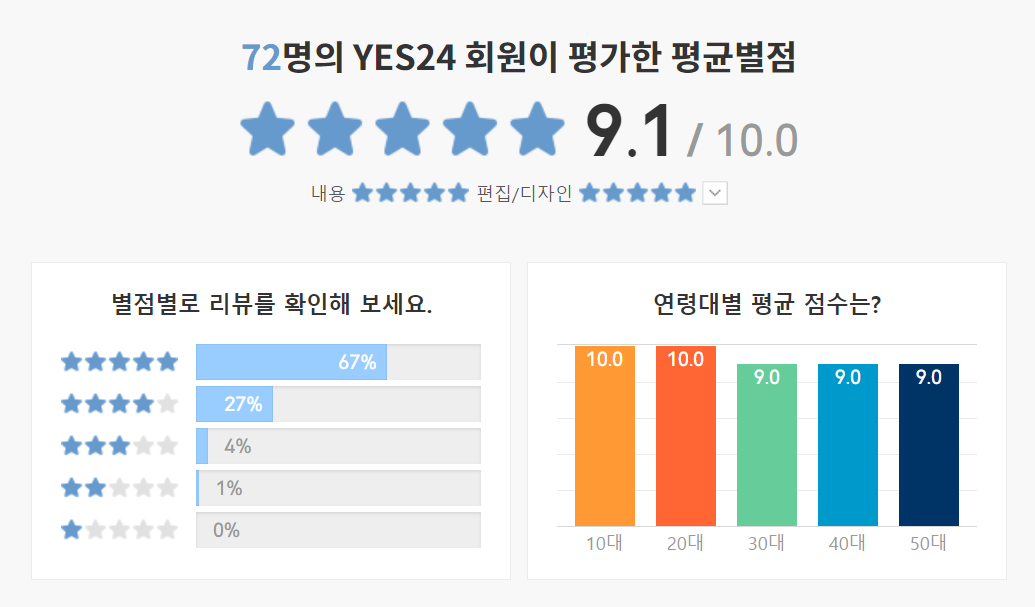 72명의 YES24 회원이 평가한 평균별점
9.1 / 10.0
내용 편집/디자인
별점별로 리뷰를 확인해 보세요.
67%
27%
4%
1%
0%
연령대별 평균 점수는?
10.0 10.0 9.0 9.0 9.0
10대 20대 30대 40대 50대